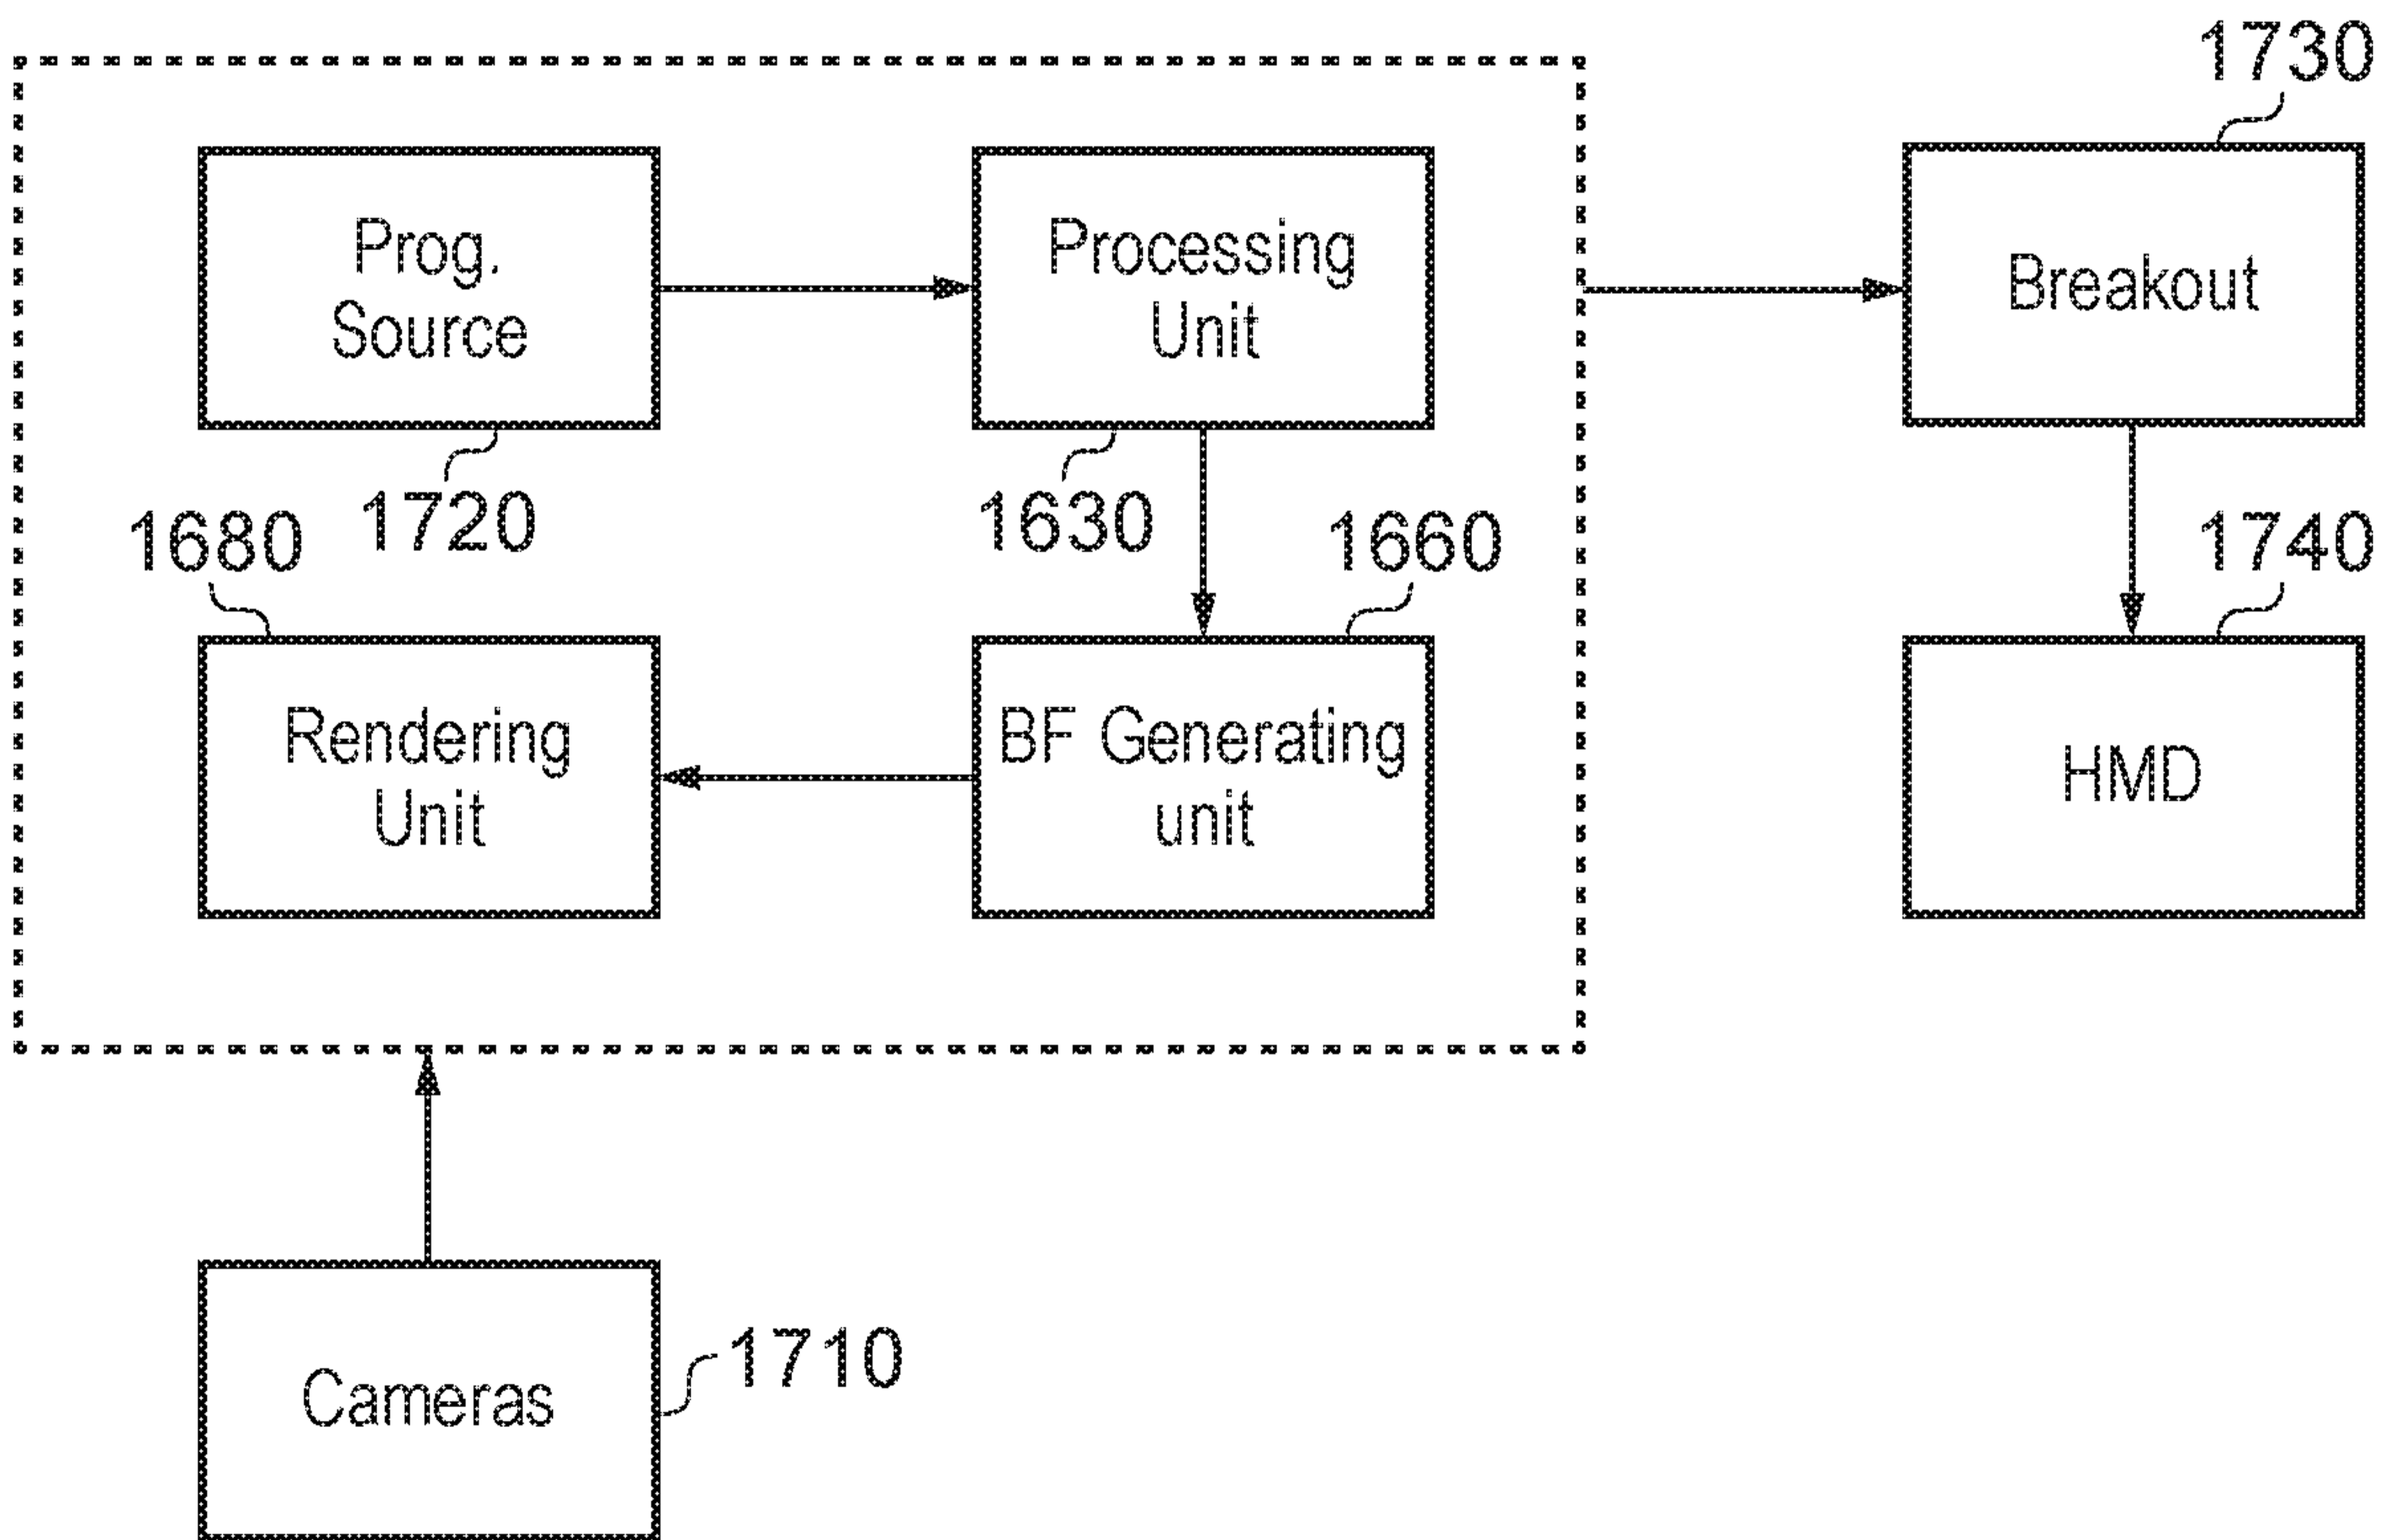 1730
Prog.
Source
Processing
Unit
Breakout
1720
1630
1680
1660
1740
Rendering
Unit
BF Generating
unit
HMD
Cameras
1710